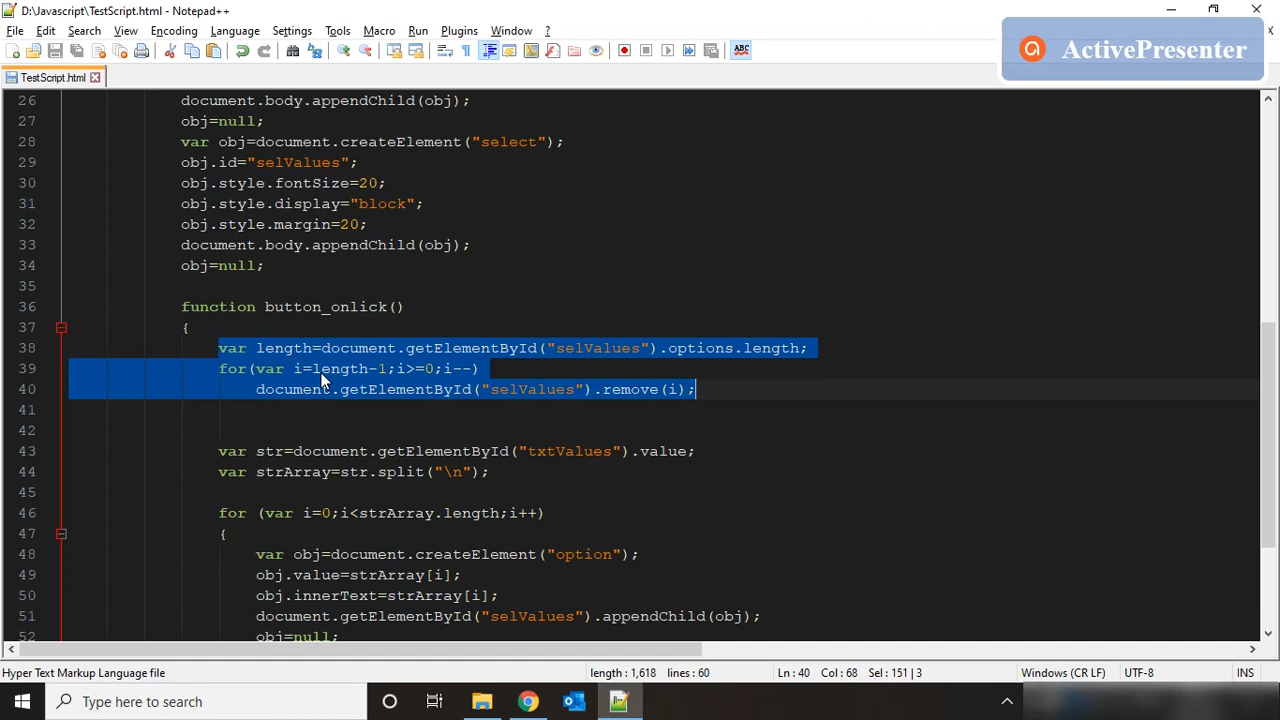 D:\Javascript\TestScript.html - Notepad++
File Edit Search View Encoding Language Settings Tools Macro Run Plugins Window ?
ActivePresenter
ABC
TestScript.html
26 document.body.appendChild(obj);
27 obj=null;
28 var obj=document.createElement("select");
29 obj.id="selValues";
30 obj.style.fontSize=20;
31 obj.style.display="block";
32 obj.style.margin=20;
33 document.body.appendChild(obj);
34 obj=null;
35
36 function button_onlick()
37 {
38 var length=document.getElementById("selValues").options.length;
39 for(var i=length-1;i>=0;i--)
40 document.getElementById("selValues").remove(i);
41
42
43 var str=document.getElementById("txtValues").value;
44 var strArray=str.split("\n");
45
46 for (var i=0;i<strArray.length;i++)
47 {
48 var obj=document.createElement("option");
49 obj.value=strArray[i];
50 obj.innerText=strArray[i];
51 document.getElementById("selValues").appendChild(obj);
52 obj=null;
Hyper Text Markup Language file length : 1,618 lines : 60 Ln : 40 Col : 68 Sel : 151 | 3 Windows (CR LF) UTF-8 INS
Type here to search